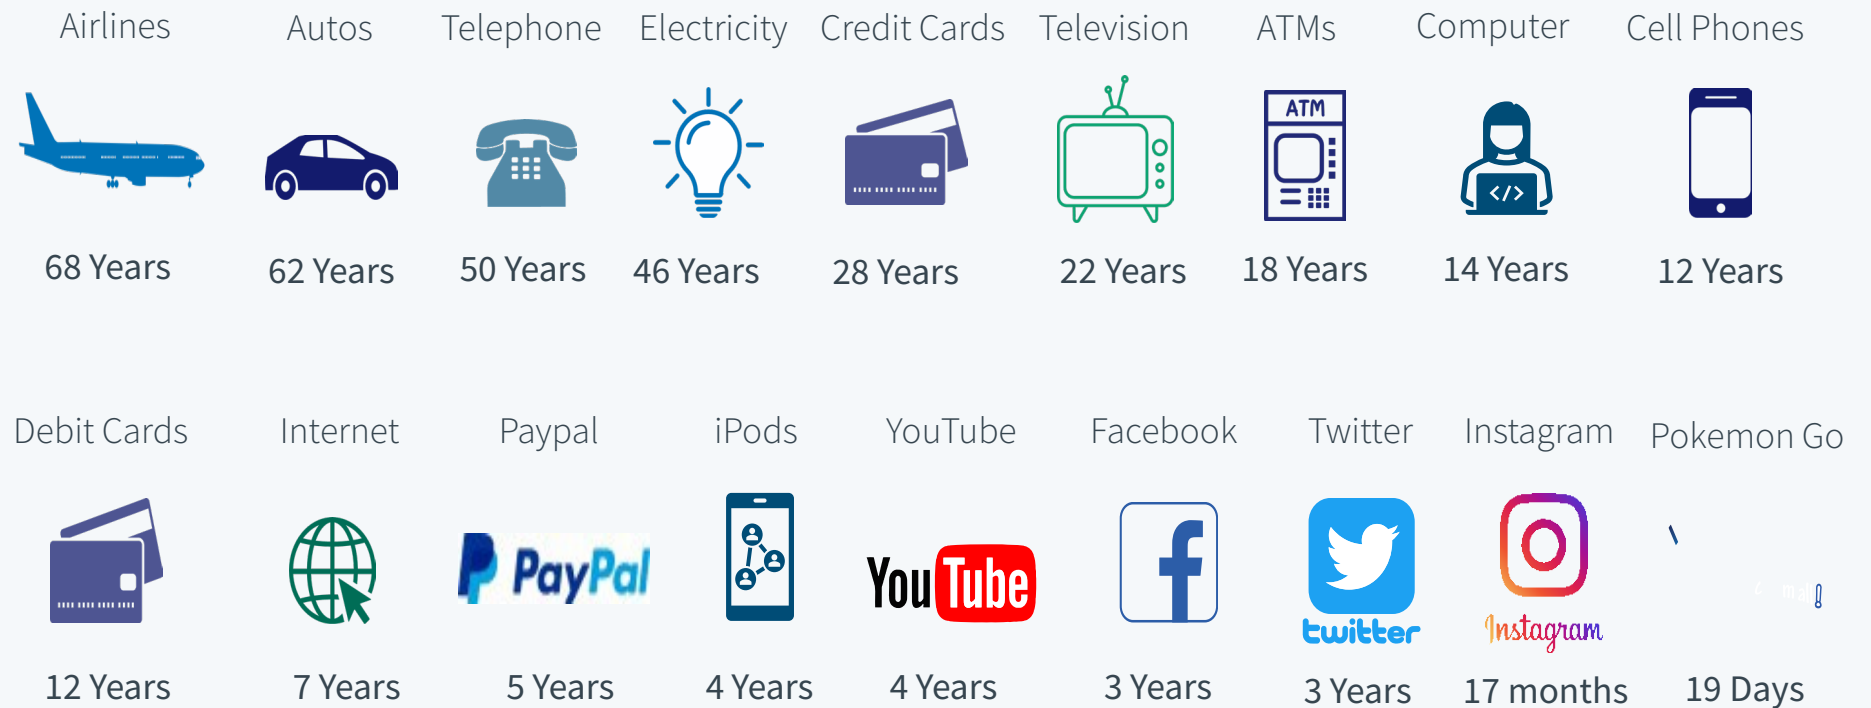 Airlines Autos Telephone Electricity Credit Cards Television ATMs Computer Cell Phones
ATM
</>
68 Years 62 Years 50 Years 46 Years 28 Years 22 Years 18 Years 14 Years 12 Years
Debit Cards Internet Paypal iPods YouTube Facebook Twitter Instagram Pokemon Go
PayPal YouTube f
twitter Instagram
12 Years 7 Years 5 Years 4 Years 4 Years 3 Years 3 Years 17 months 19 Days